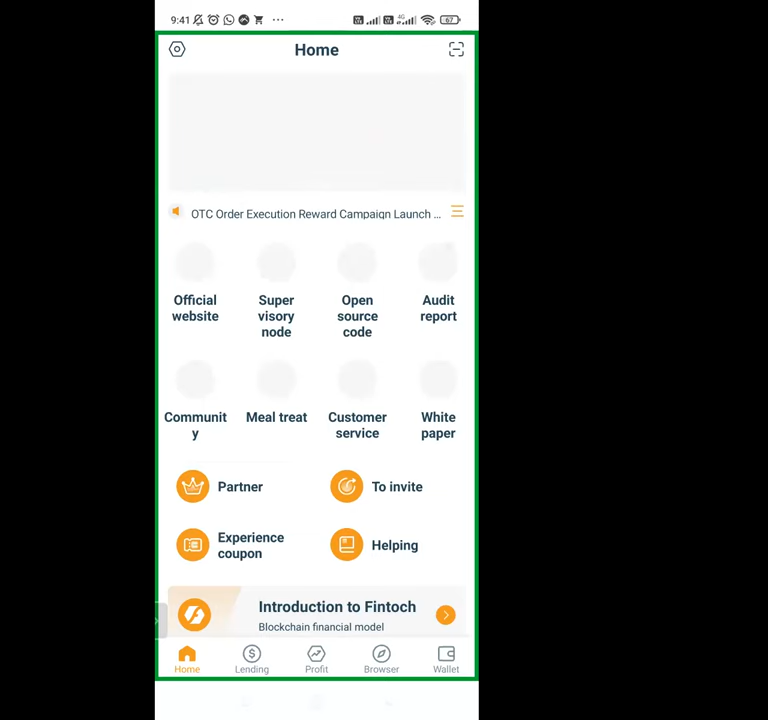 9:41
4G
67
Home
OTC Order Execution Reward Campaign Launch ...
Official
website
Super
visory
node
Open
source
code
Audit
report
Communit
y
Meal treat
Customer
service
White
paper
Partner
To invite
Experience
coupon
Helping
Introduction to Fintoch
Blockchain financial model
Home
Lending
Profit
Browser
Wallet